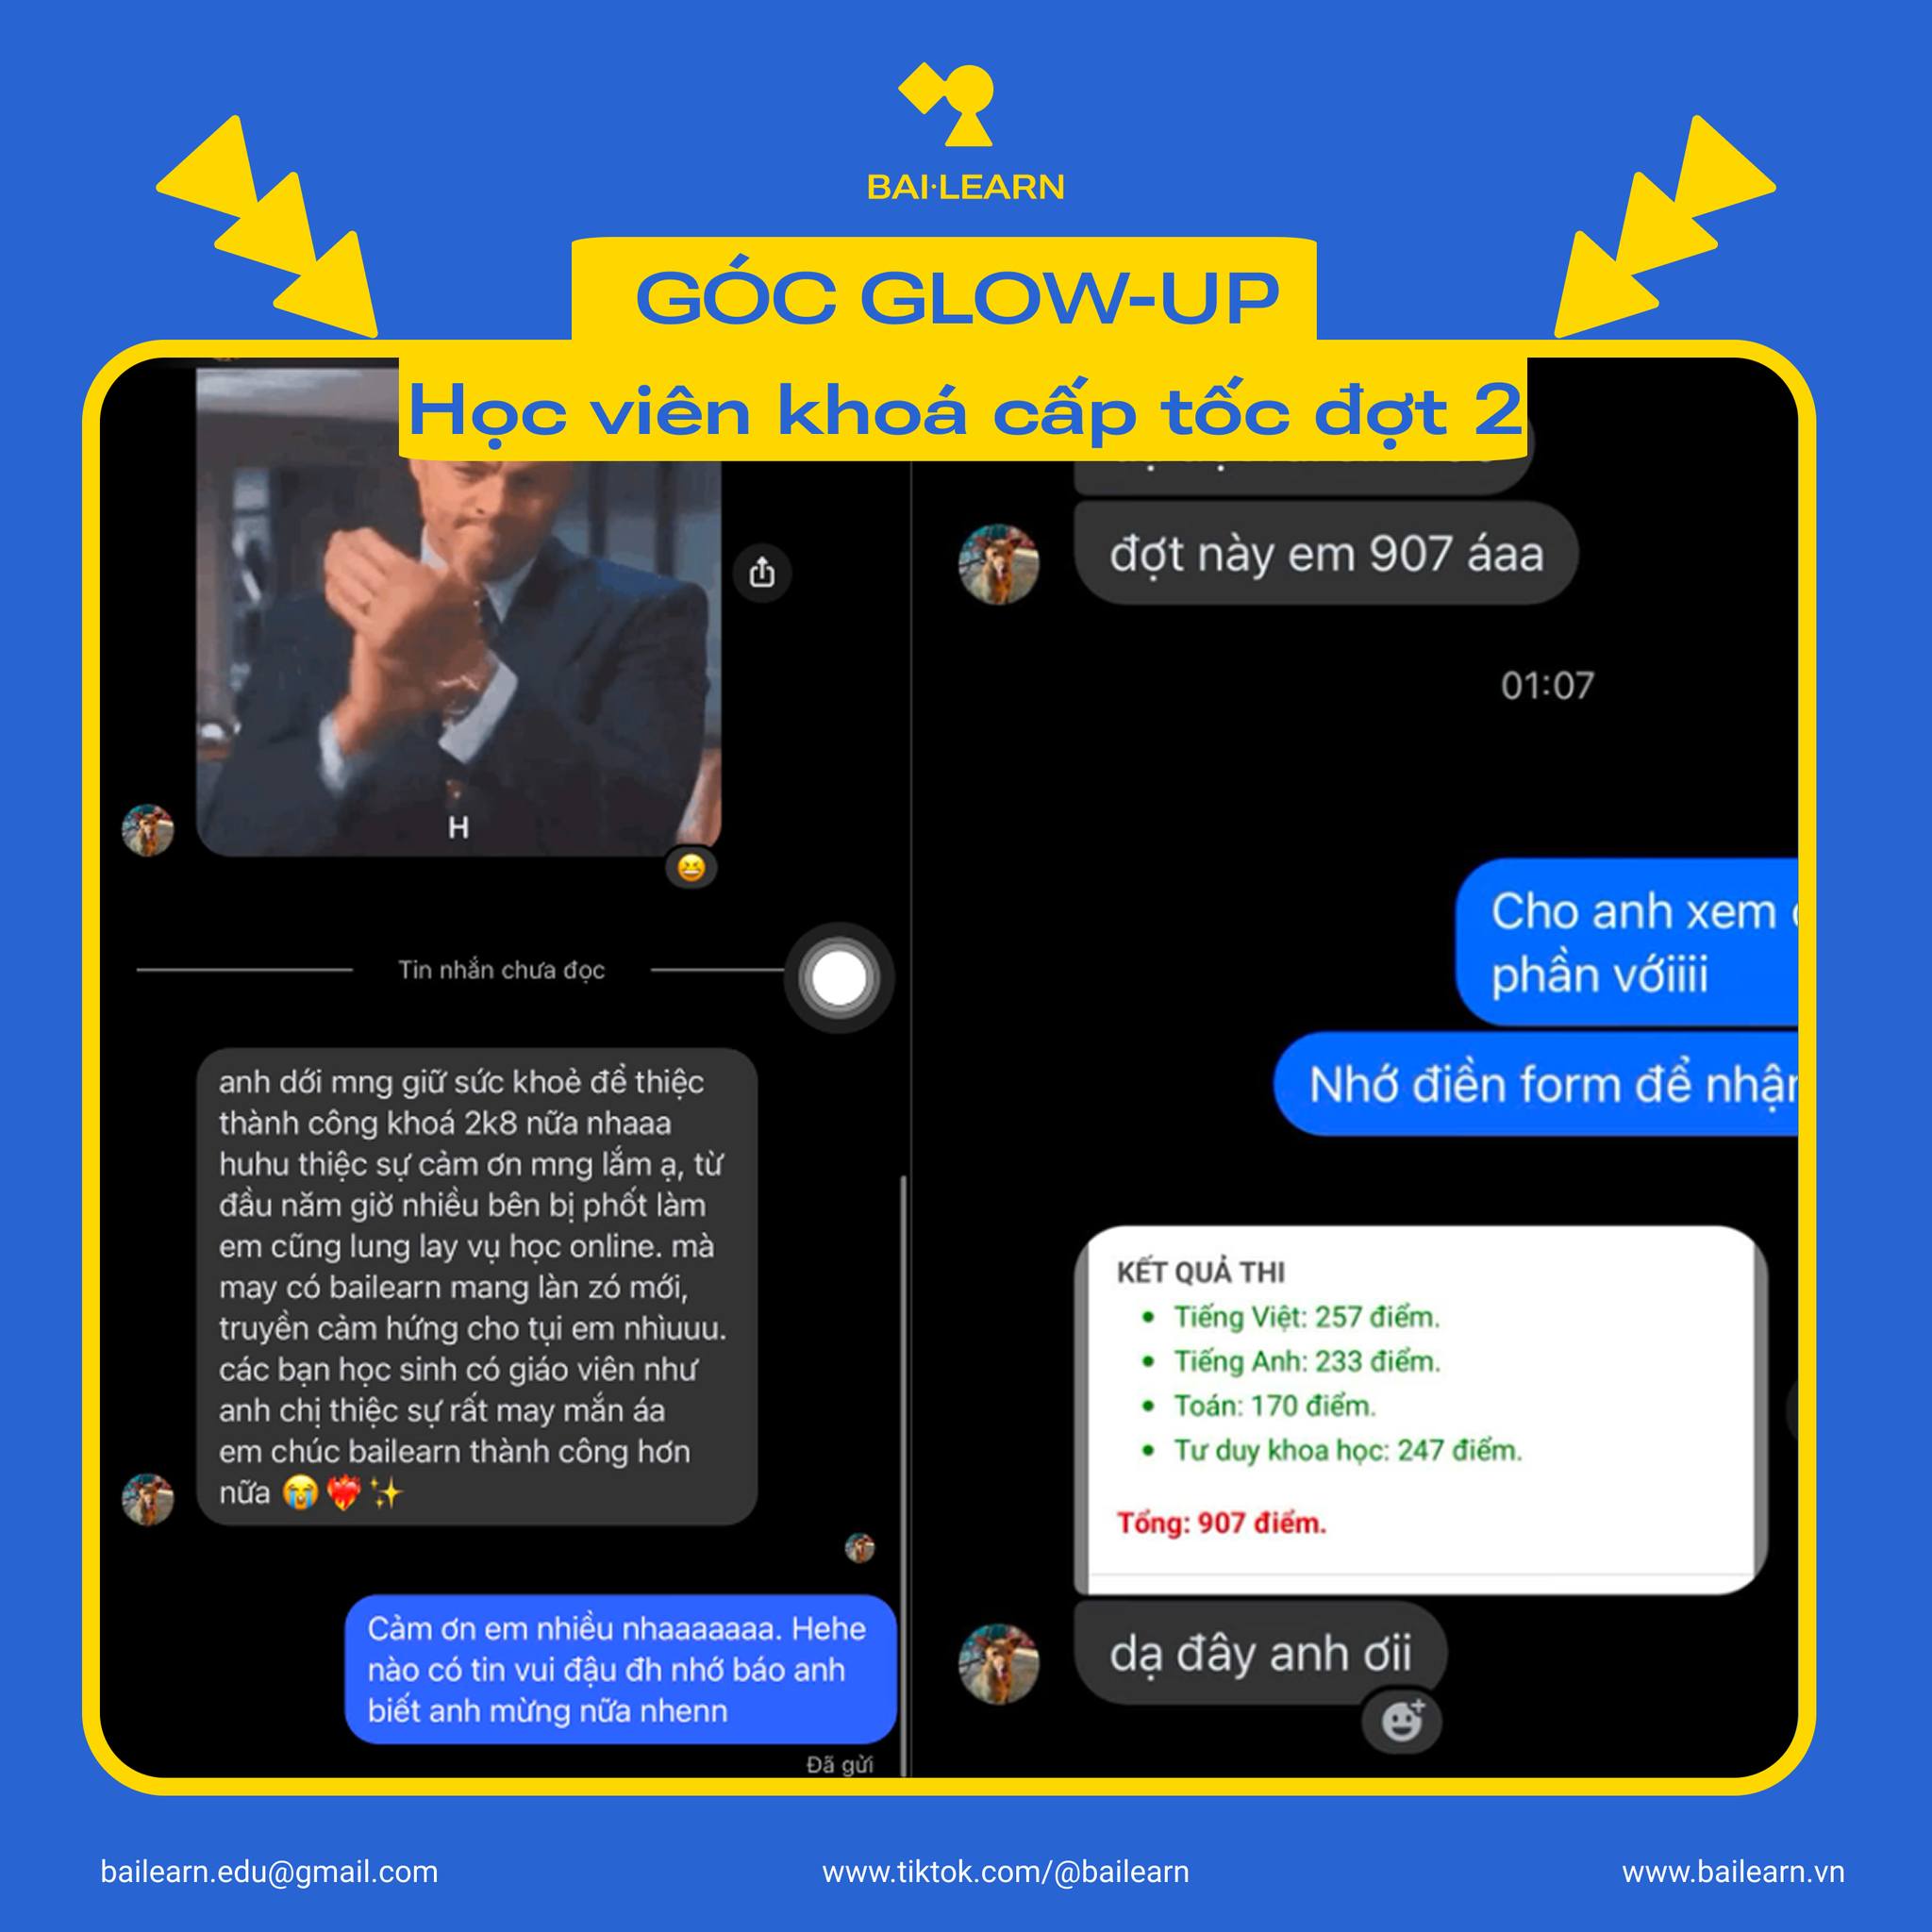 BAI·LEARN
GÓC GLOW-UP
Học viên khoá cấp tốc đợt 2
H
Tin nhắn chưa đọc
anh dới mng giữ sức khoẻ để thiệc
thành công khoá 2k8 nữa nhaaa
huhu thiệc sự cảm ơn mng lắm ạ, từ
đầu năm giờ nhiều bên bị phốt làm
em cũng lung lay vụ học online. mà
may có bailearn mang làn zó mới,
truyền cảm hứng cho tụi em nhìuuu.
các bạn học sinh có giáo viên như
anh chị thiệc sự rất may mắn áa
em chúc bailearn thành công hơn
nữa 😭❤️‍🔥✨
Cảm ơn em nhiều nhaaaaaaa. Hehe
nào có tin vui đậu đh nhớ báo anh
biết anh mừng nữa nhenn
Đã gửi
đợt này em 907 áaa
01:07
Cho anh xem
phần vớiiii
Nhớ điền form để nhận
KẾT QUẢ THI
• Tiếng Việt: 257 điểm.
• Tiếng Anh: 233 điểm.
• Toán: 170 điểm.
• Tư duy khoa học: 247 điểm.
Tổng: 907 điểm.
dạ đây anh ơii
bailearn.edu@gmail.com
www.tiktok.com/@bailearn
www.bailearn.vn